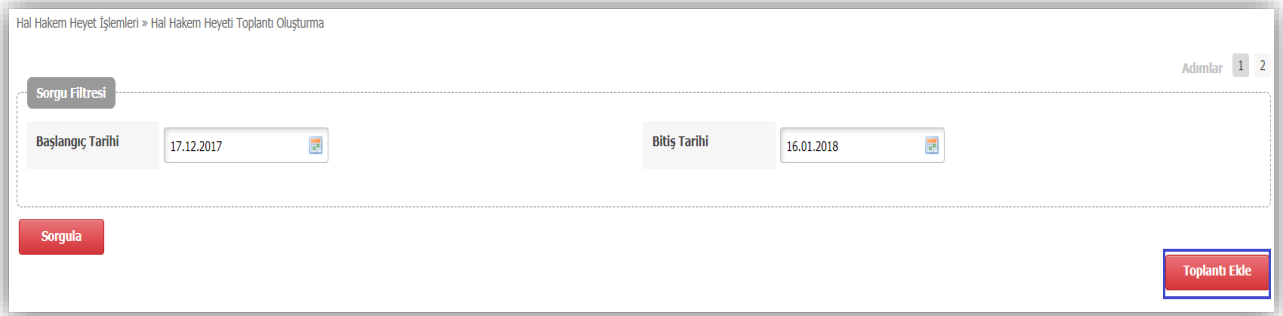 Hal Hakem Heyet İşlemleri » Hal Hakem Heyeti Toplantı Oluşturma
Adımlar 1 2
Sorgu Filtresi
Başlangıç Tarihi 17.12.2017 Bitiş Tarihi 16.01.2018
Sorgula
Toplantı Ekle